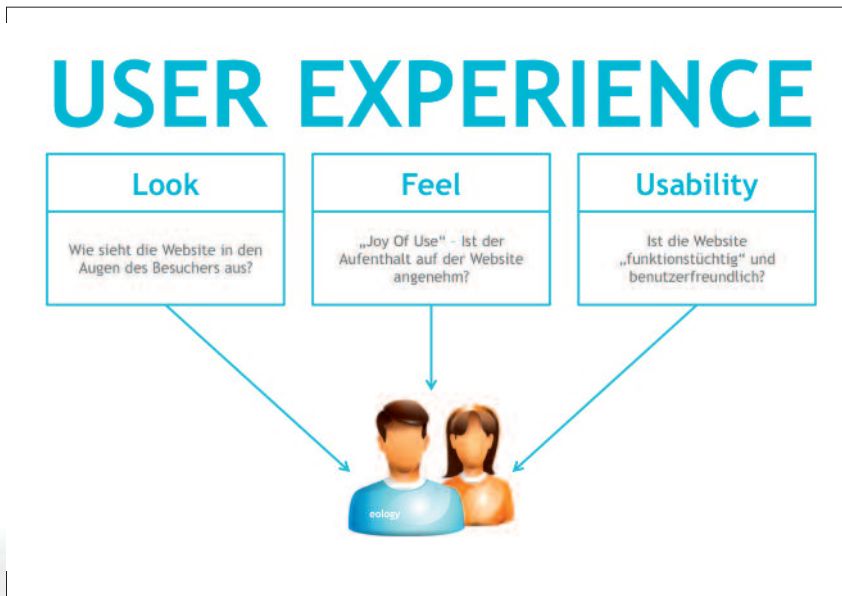 USER EXPERIENCE
Look
Wie sieht die Website in den
Augen des Besuchers aus?
Feel
„Joy Of Use“ – Ist der
Aufenthalt auf der Website
angenehm?
Usability
Ist die Website
„funktionstüchtig“ und
benutzerfreundlich?
eology